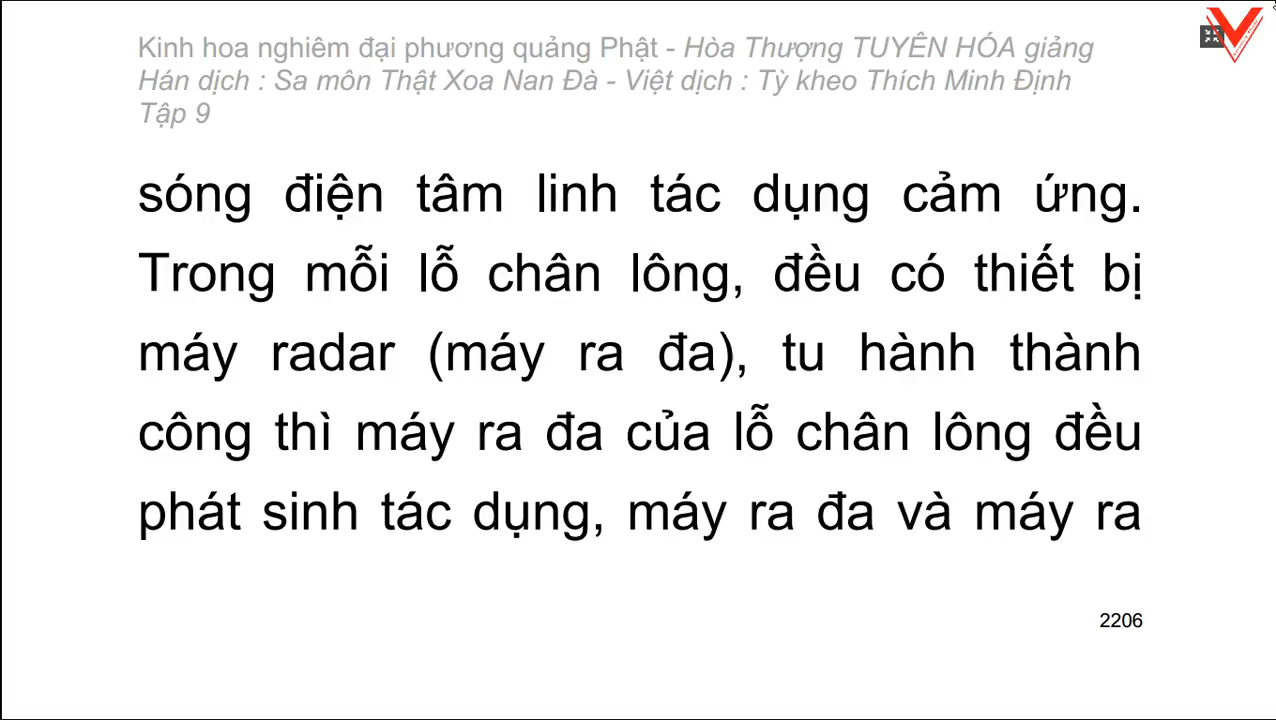 Kinh hoa nghiêm đại phương quảng Phật - Hòa Thượng TUYÊN HÓA giảng
Hán dịch : Sa môn Thật Xoa Nan Đà - Việt dịch : Tỳ kheo Thích Minh Định
Tập 9
sóng điện tâm linh tác dụng cảm ứng.
Trong mỗi lỗ chân lông, đều có thiết bị
máy radar (máy ra đa), tu hành thành
công thì máy ra đa của lỗ chân lông đều
phát sinh tác dụng, máy ra đa và máy ra
2206